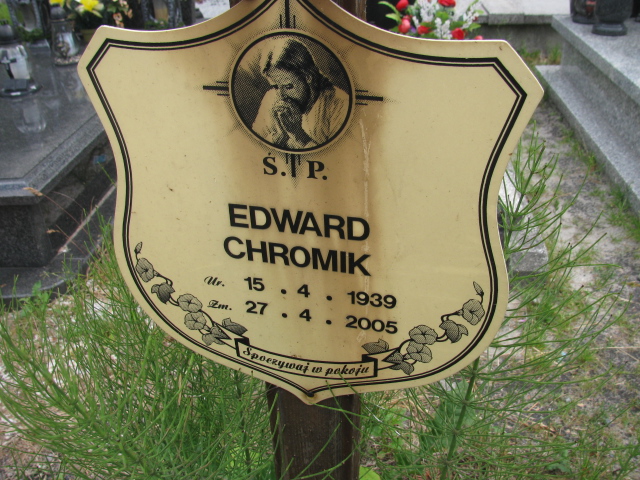 Ś. P.
EDWARD
CHROMIK
Ur. 15 · 4 · 1939
Zm. 27 · 4 · 2005
Spoczywaj w pokoju